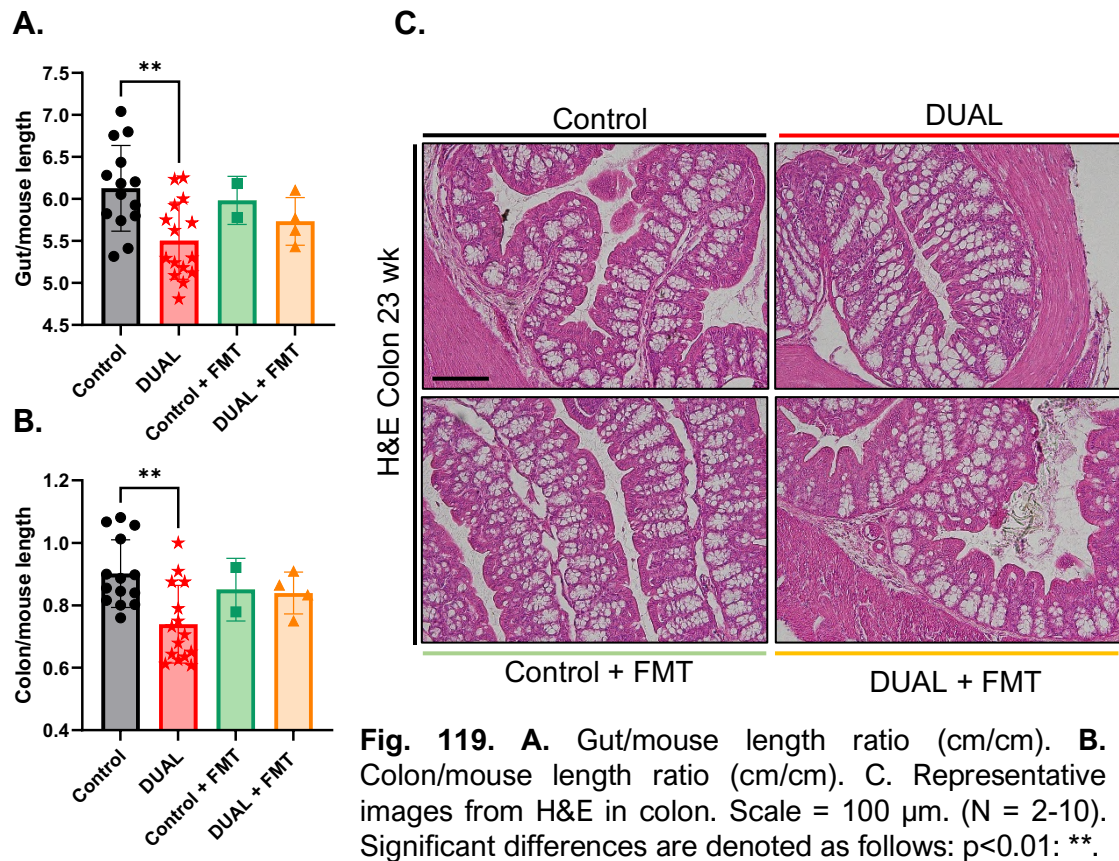 A.
**
Gut/mouse length
7.5
7.0
6.5
6.0
5.5
5.0
4.5
Control
DUAL
Control + FMT
DUAL + FMT
B.
**
Colon/mouse length
1.2
1.0
0.8
0.6
0.4
Control
DUAL
Control + FMT
DUAL + FMT
C.
Control
DUAL
H&E Colon 23 wk
Control + FMT
DUAL + FMT
Fig. 119. A. Gut/mouse length ratio (cm/cm). B.
Colon/mouse length ratio (cm/cm). C. Representative
images from H&E in colon. Scale = 100 µm. (N = 2-10).
Significant differences are denoted as follows: p<0.01: **.